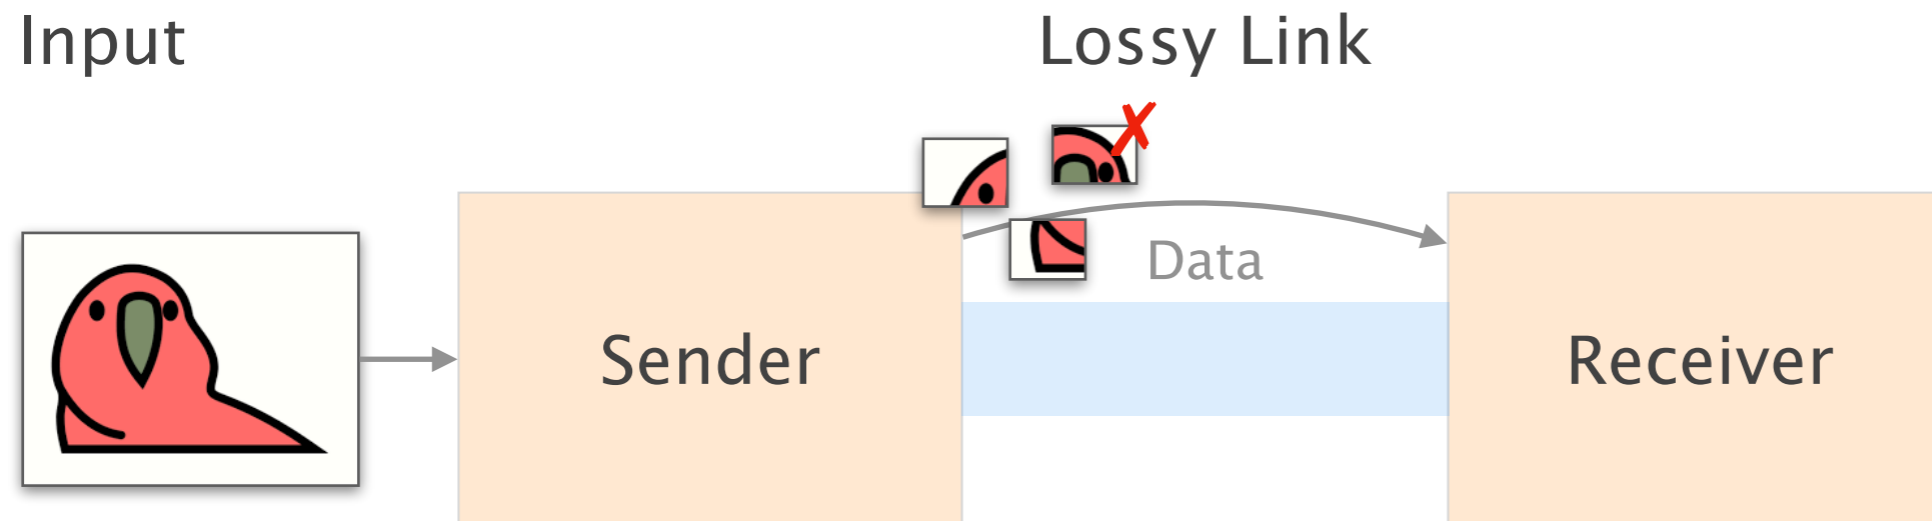 Input
Lossy Link
Data
Sender
Receiver